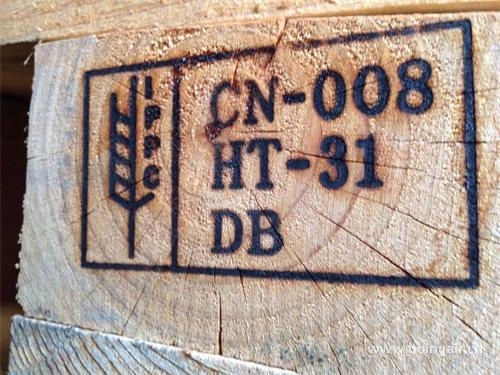 IPPC
CN-008
HT-31
DB